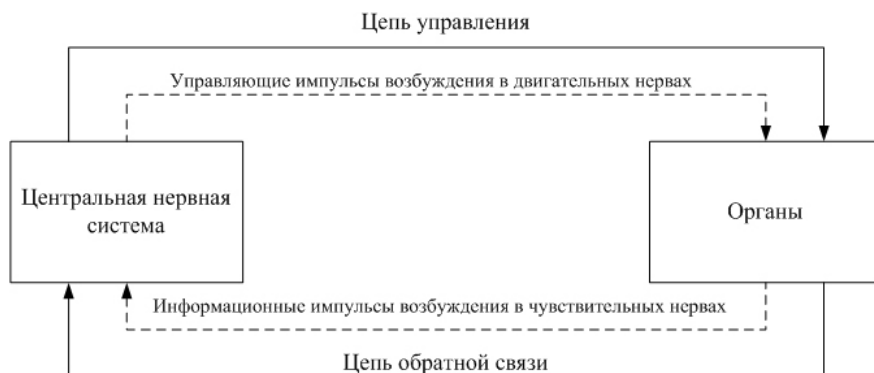 Цепь управления
Управляющие импульсы возбуждения в двигательных нервах
Центральная нервная
система
Органы
Информационные импульсы возбуждения в чувствительных нервах
Цепь обратной связи